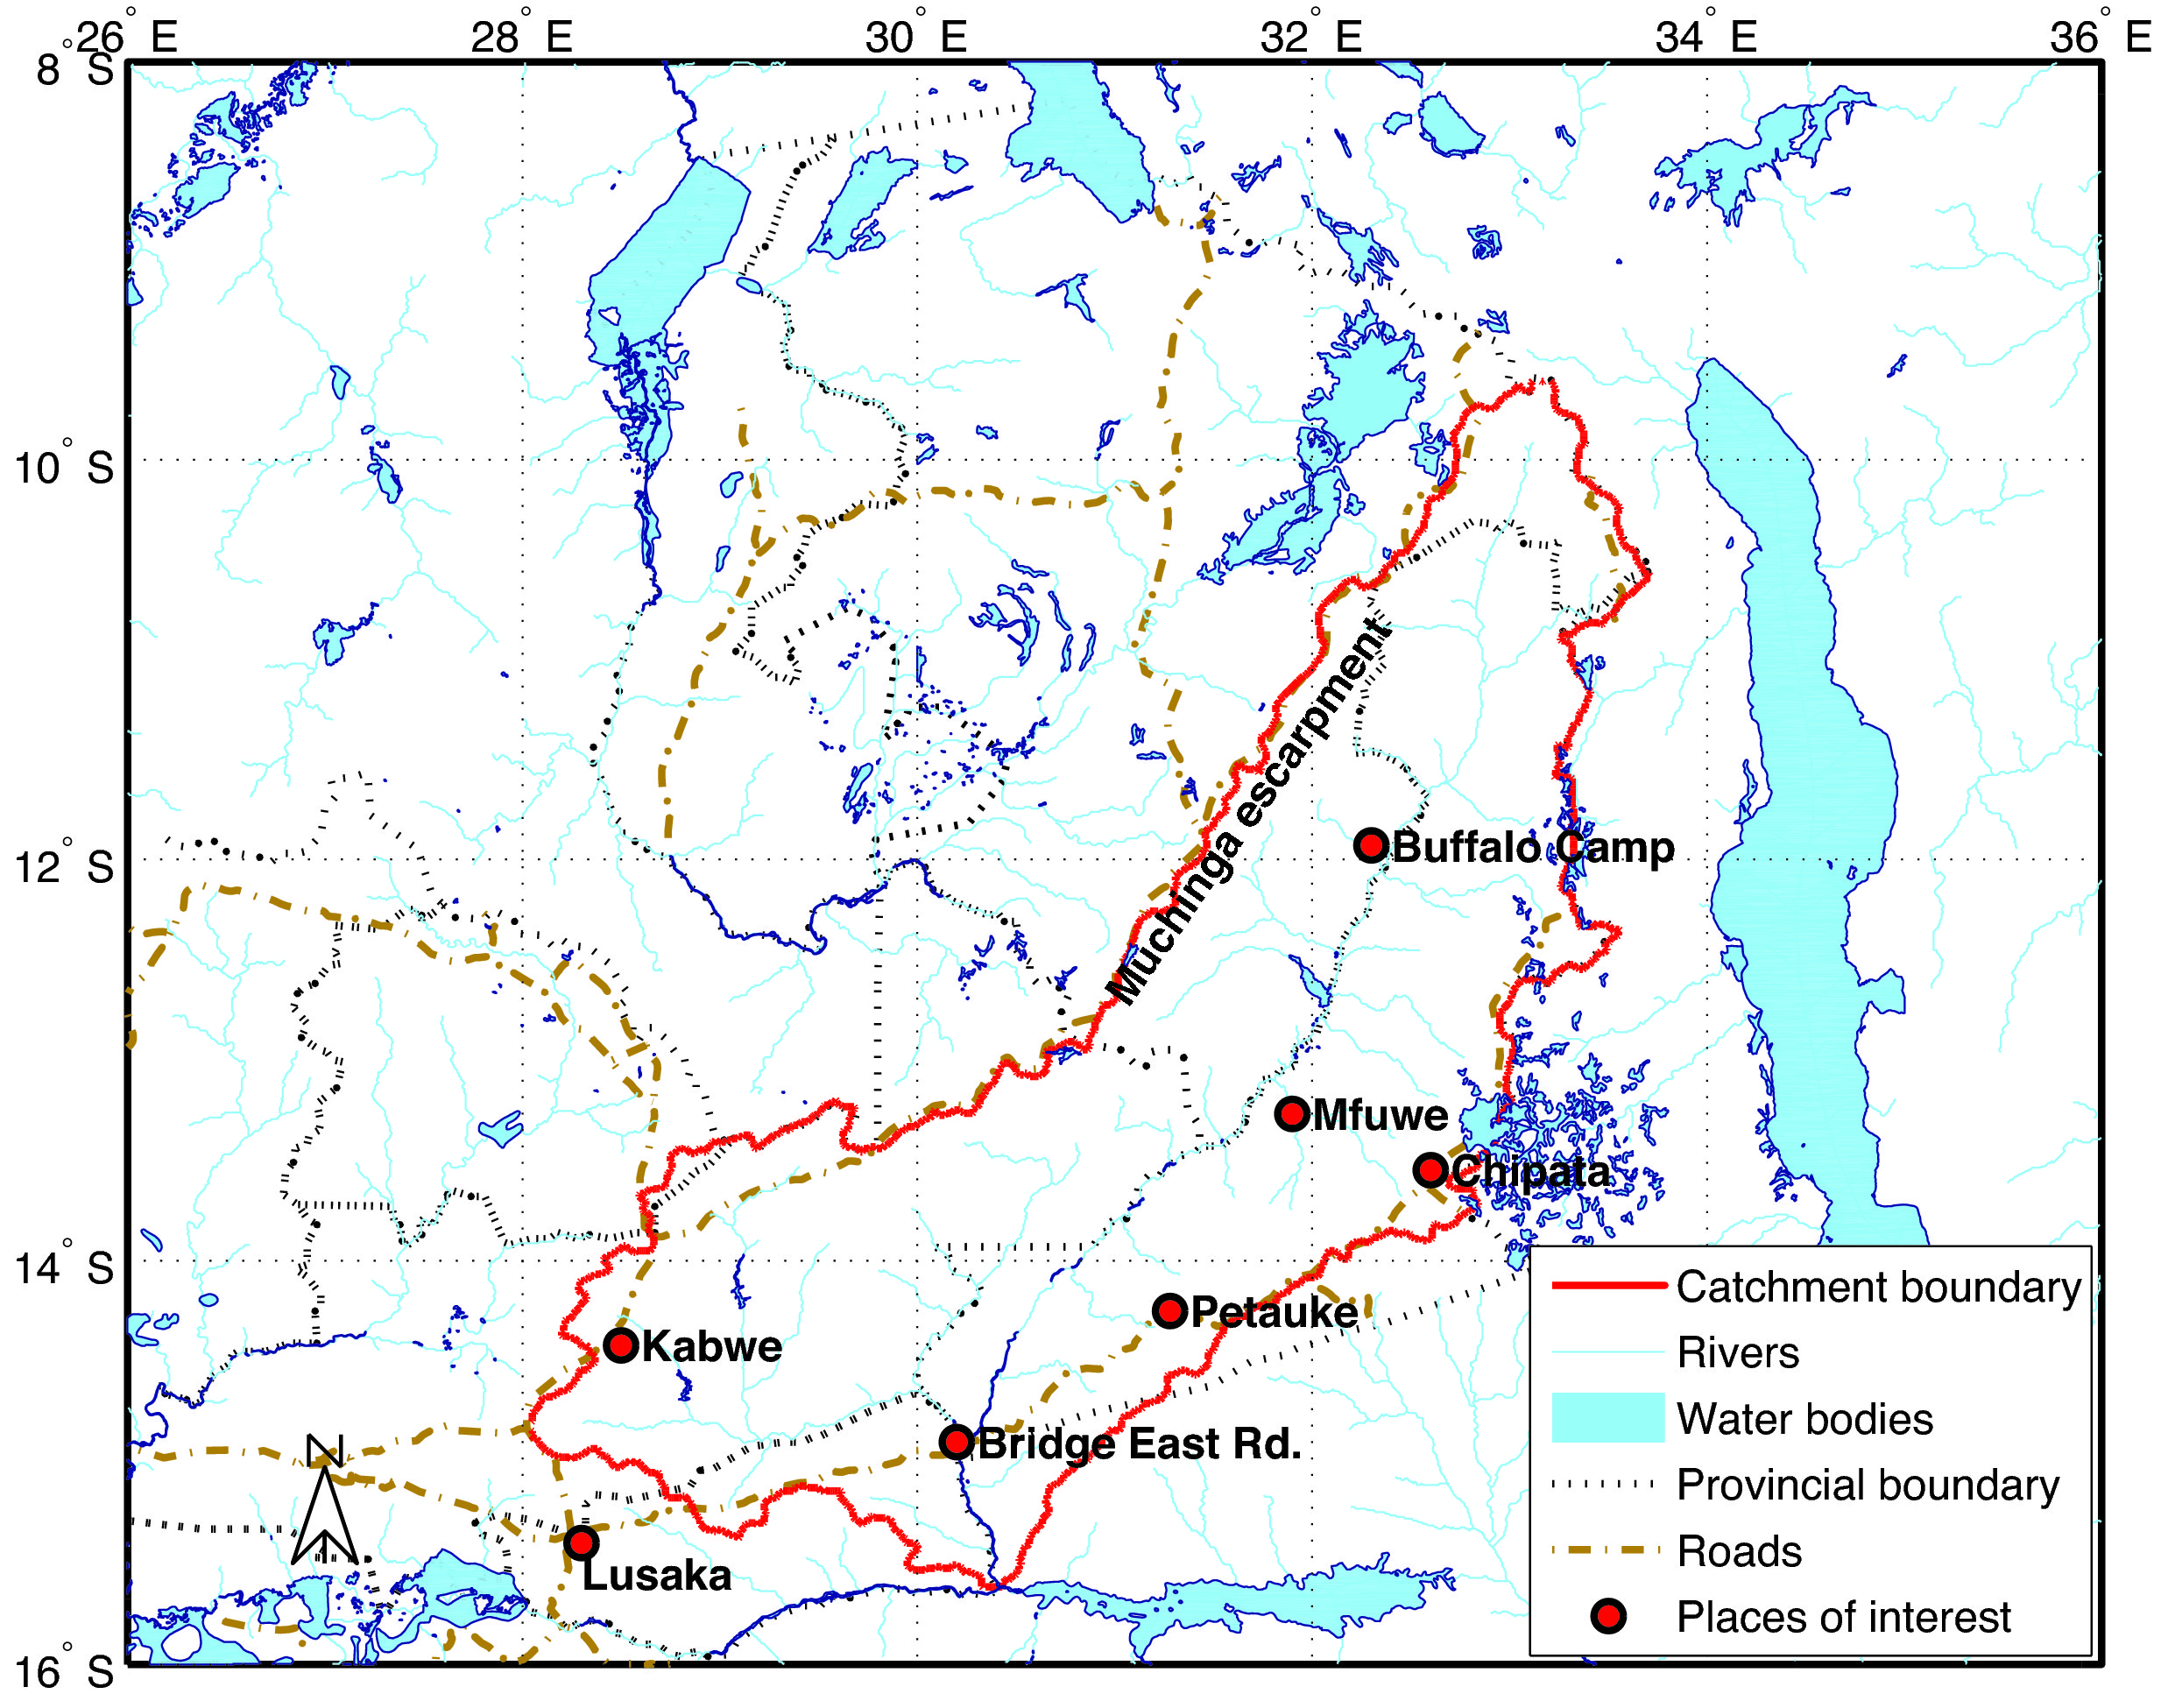 26° E 28° E 30° E 32° E 34° E 36° E
8° S
10° S
12° S
14° S
16° S
Muchinga escarpment
Buffalo Camp
Mfuwe
Chipata
Petauke
Kabwe
Bridge East Rd.
N
Lusaka
Catchment boundary
Rivers
Water bodies
Provincial boundary
Roads
Places of interest